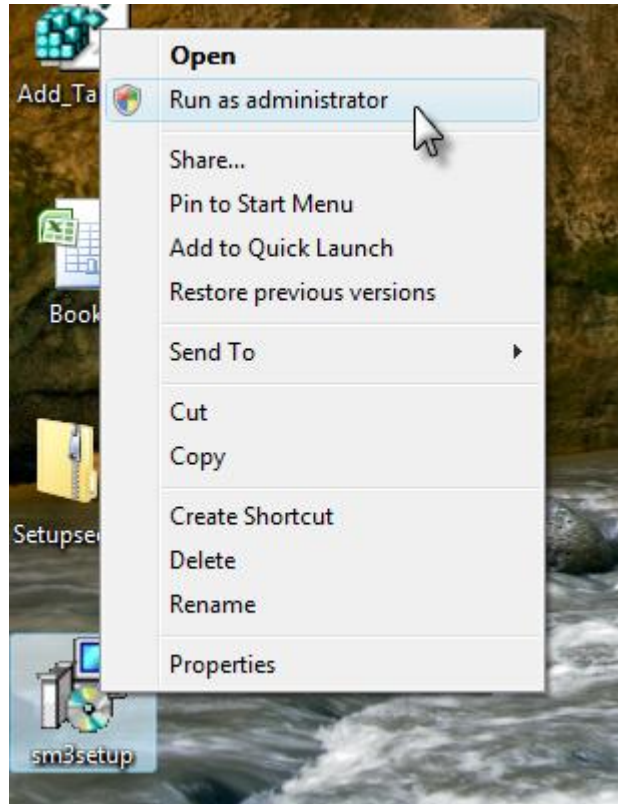 Open
Add_Ta
Run as administrator
Share...
Pin to Start Menu
Add to Quick Launch
Book
Restore previous versions
Send To
Cut
Copy
Create Shortcut
Setupse
Delete
Rename
Properties
sm3setup